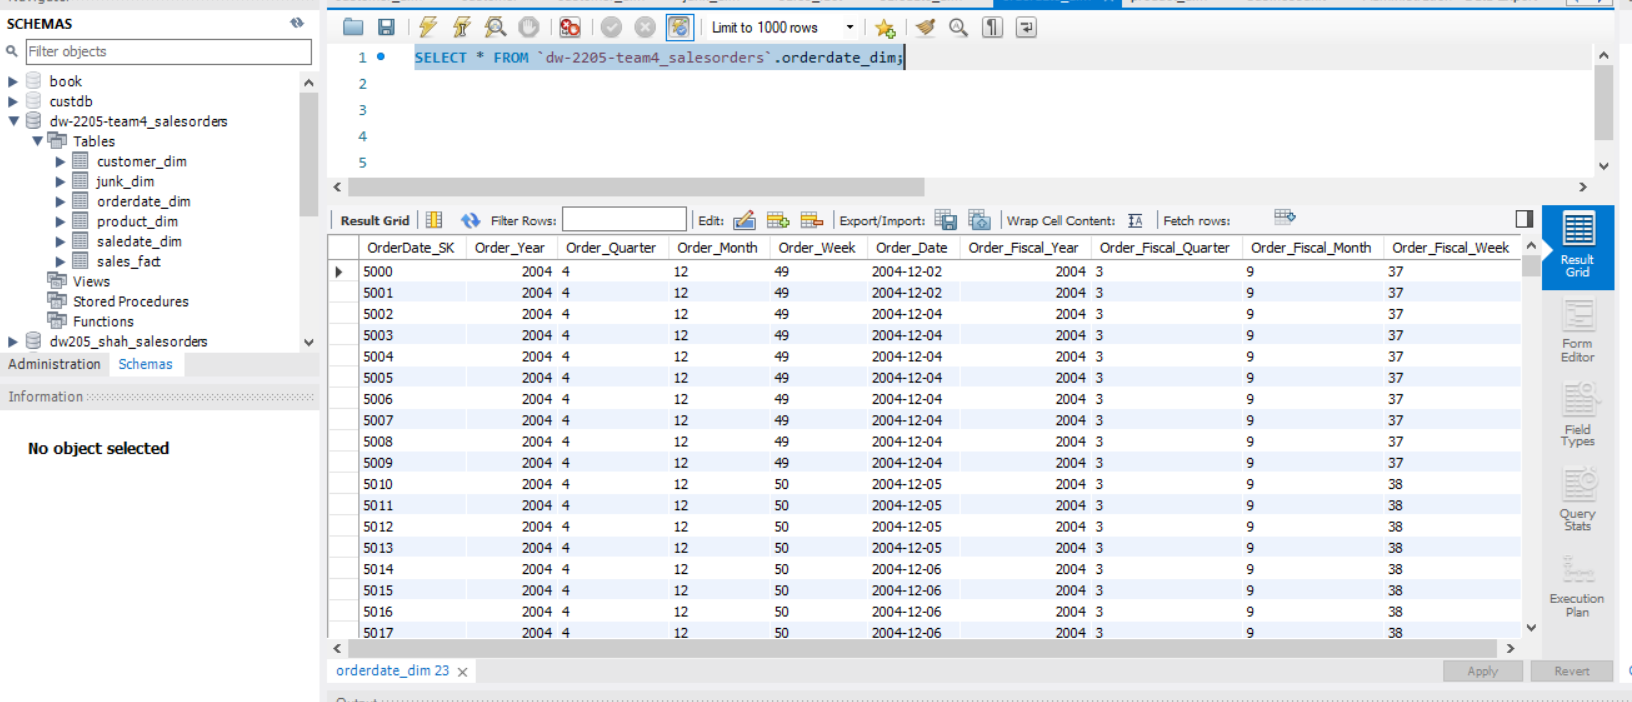 SCHEMAS
Filter objects
book
custdb
dw-2205-team4_salesorders
Tables
customer_dim
junk_dim
orderdate_dim
product_dim
saledate_dim
sales_fact
Views
Stored Procedures
Functions
dw205_shah_salesorders
Administration Schemas
Information
No object selected
Limit to 1000 rows
1 SELECT * FROM `dw-2205-team4_salesorders`.orderdate_dim;
2
3
4
5
Result Grid Filter Rows: Edit: Export/Import: Wrap Cell Content: Fetch rows:
OrderDate_SK Order_Year Order_Quarter Order_Month Order_Week Order_Date Order_Fiscal_Year Order_Fiscal_Quarter Order_Fiscal_Month Order_Fiscal_Week
5000 2004 4 12 49 2004-12-02 2004 3 9 37
5001 2004 4 12 49 2004-12-02 2004 3 9 37
5002 2004 4 12 49 2004-12-04 2004 3 9 37
5003 2004 4 12 49 2004-12-04 2004 3 9 37
5004 2004 4 12 49 2004-12-04 2004 3 9 37
5005 2004 4 12 49 2004-12-04 2004 3 9 37
5006 2004 4 12 49 2004-12-04 2004 3 9 37
5007 2004 4 12 49 2004-12-04 2004 3 9 37
5008 2004 4 12 49 2004-12-04 2004 3 9 37
5009 2004 4 12 49 2004-12-04 2004 3 9 37
5010 2004 4 12 50 2004-12-05 2004 3 9 38
5011 2004 4 12 50 2004-12-05 2004 3 9 38
5012 2004 4 12 50 2004-12-05 2004 3 9 38
5013 2004 4 12 50 2004-12-05 2004 3 9 38
5014 2004 4 12 50 2004-12-06 2004 3 9 38
5015 2004 4 12 50 2004-12-06 2004 3 9 38
5016 2004 4 12 50 2004-12-06 2004 3 9 38
5017 2004 4 12 50 2004-12-06 2004 3 9 38
orderdate_dim 23
Apply Revert
Result
Grid
Form
Editor
Field
Types
Query
Stats
Execution
Plan